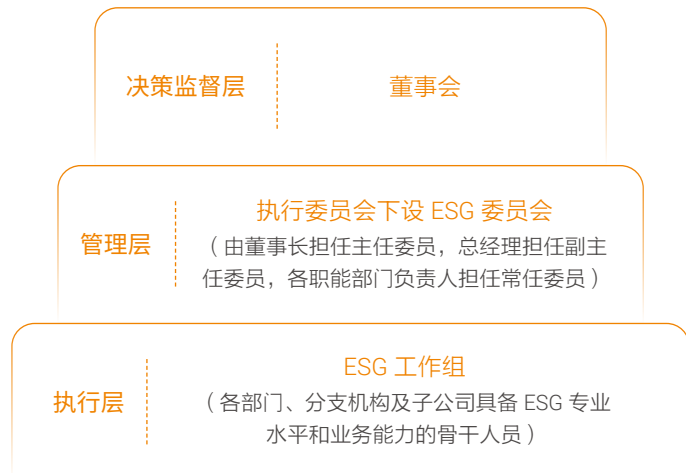 决策监督层
董事会
管理层
执行委员会下设 ESG 委员会
（由董事长担任主任委员，总经理担任副主
任委员，各职能部门负责人担任常任委员）
执行层
ESG 工作组
（各部门、分支机构及子公司具备 ESG 专业
水平和业务能力的骨干人员）